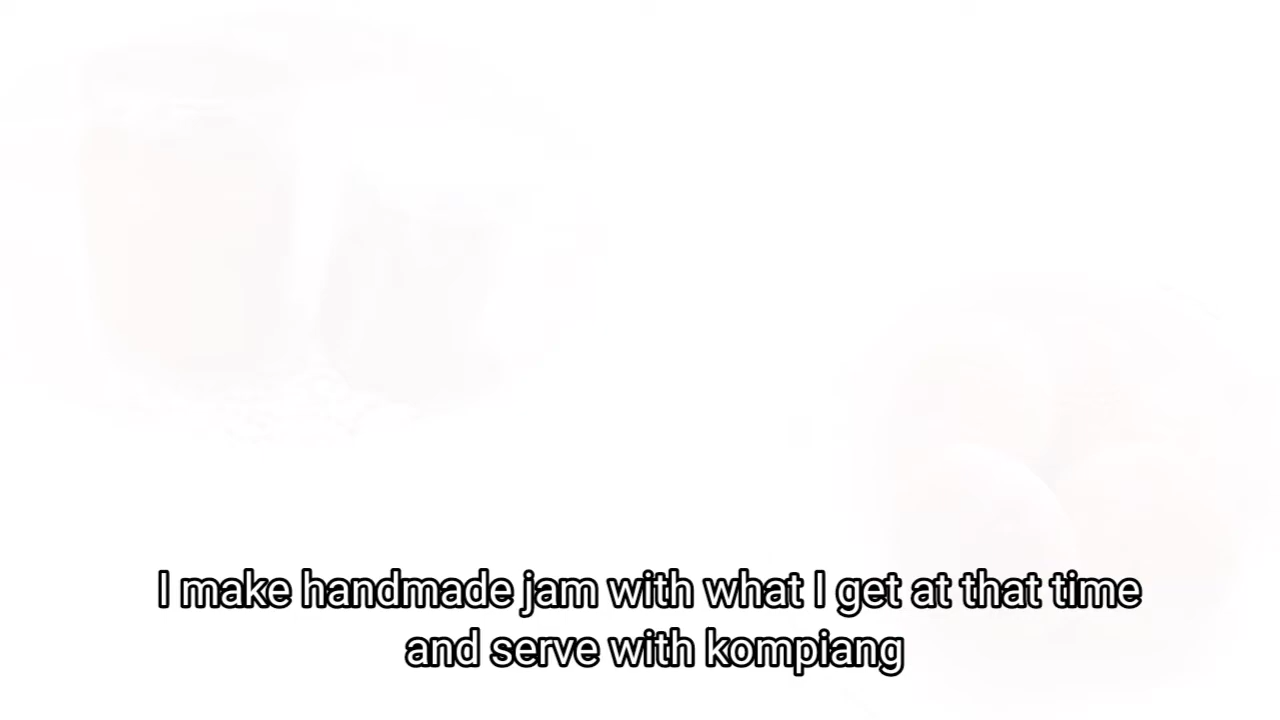 I make handmade jam with what I get at that time
and serve with kompiang